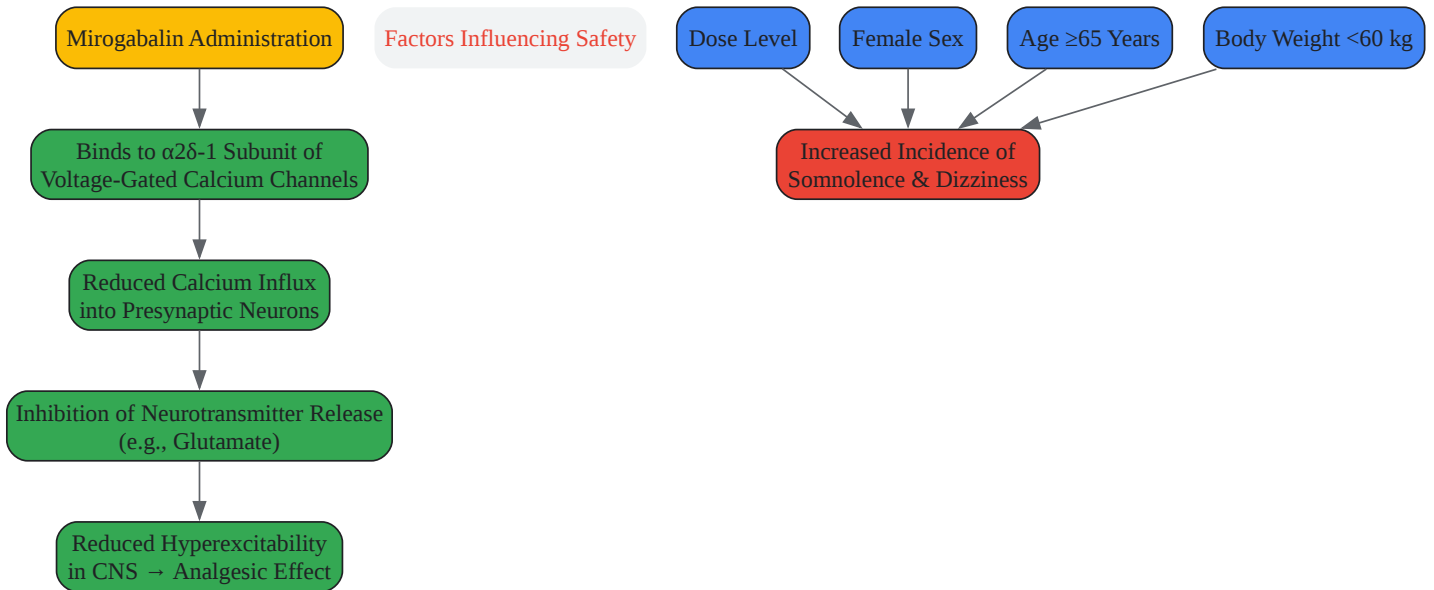 Mirogabalin Administration
Factors Influencing Safety
Dose Level
Female Sex
Age ≥65 Years
Body Weight <60 kg
Binds to α2δ-1 Subunit of
Voltage-Gated Calcium Channels
Increased Incidence of
Somnolence & Dizziness
Reduced Calcium Influx
into Presynaptic Neurons
Inhibition of Neurotransmitter Release
(e.g., Glutamate)
Reduced Hyperexcitability
in CNS → Analgesic Effect